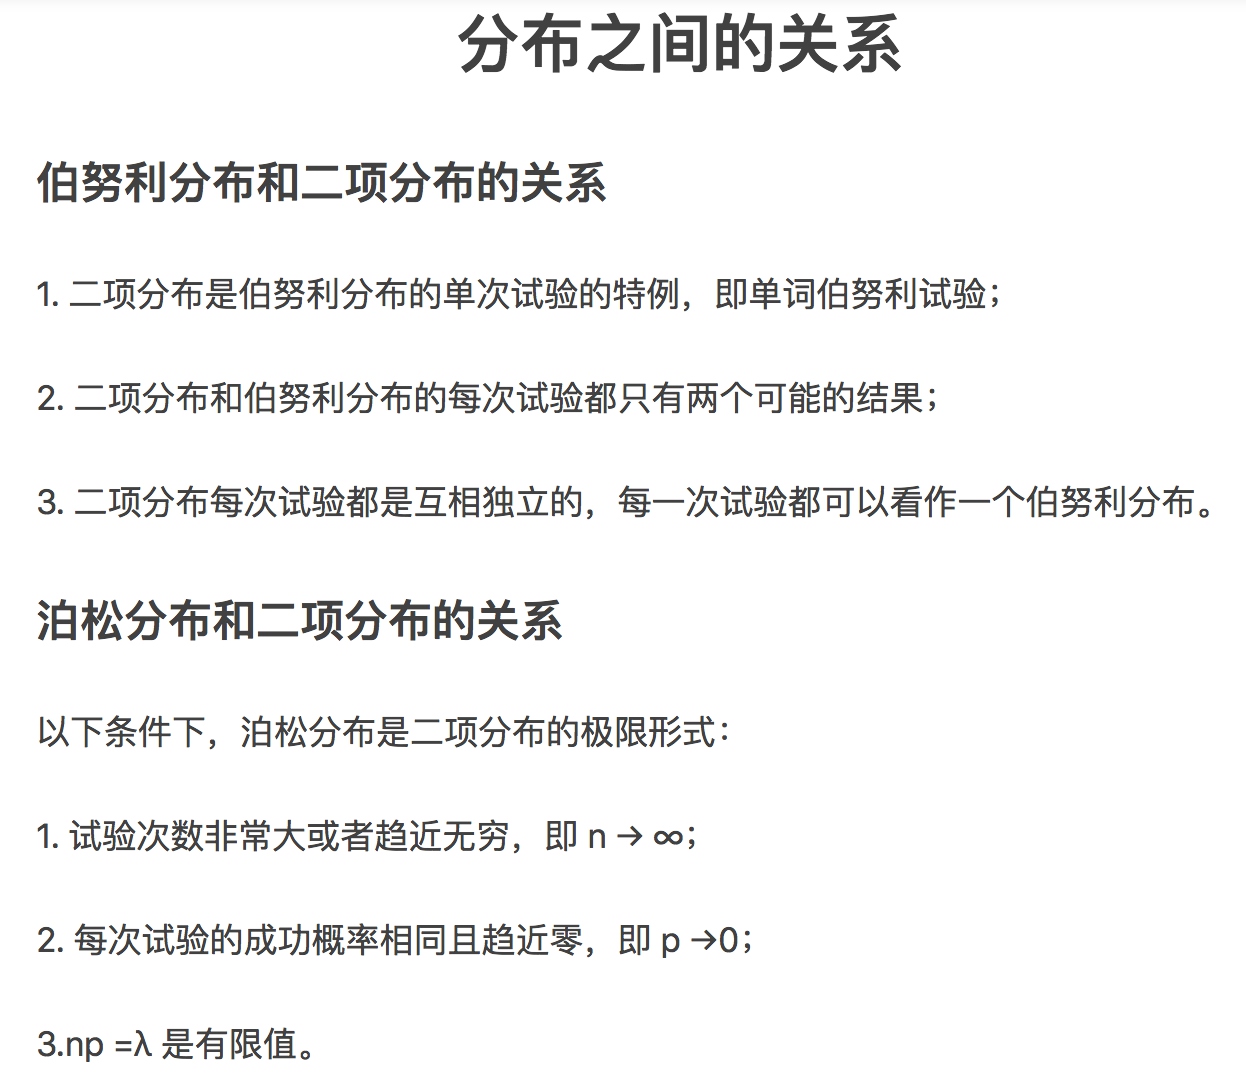 分布之间的关系
伯努利分布和二项分布的关系
1. 二项分布是伯努利分布的单次试验的特例，即单词伯努利试验；
2. 二项分布和伯努利分布的每次试验都只有两个可能的结果；
3. 二项分布每次试验都是互相独立的，每一次试验都可以看作一个伯努利分布。
泊松分布和二项分布的关系
以下条件下，泊松分布是二项分布的极限形式：
1. 试验次数非常大或者趋近无穷，即 n → ∞；
2. 每次试验的成功概率相同且趋近零，即 p →0；
3.np =λ 是有限值。